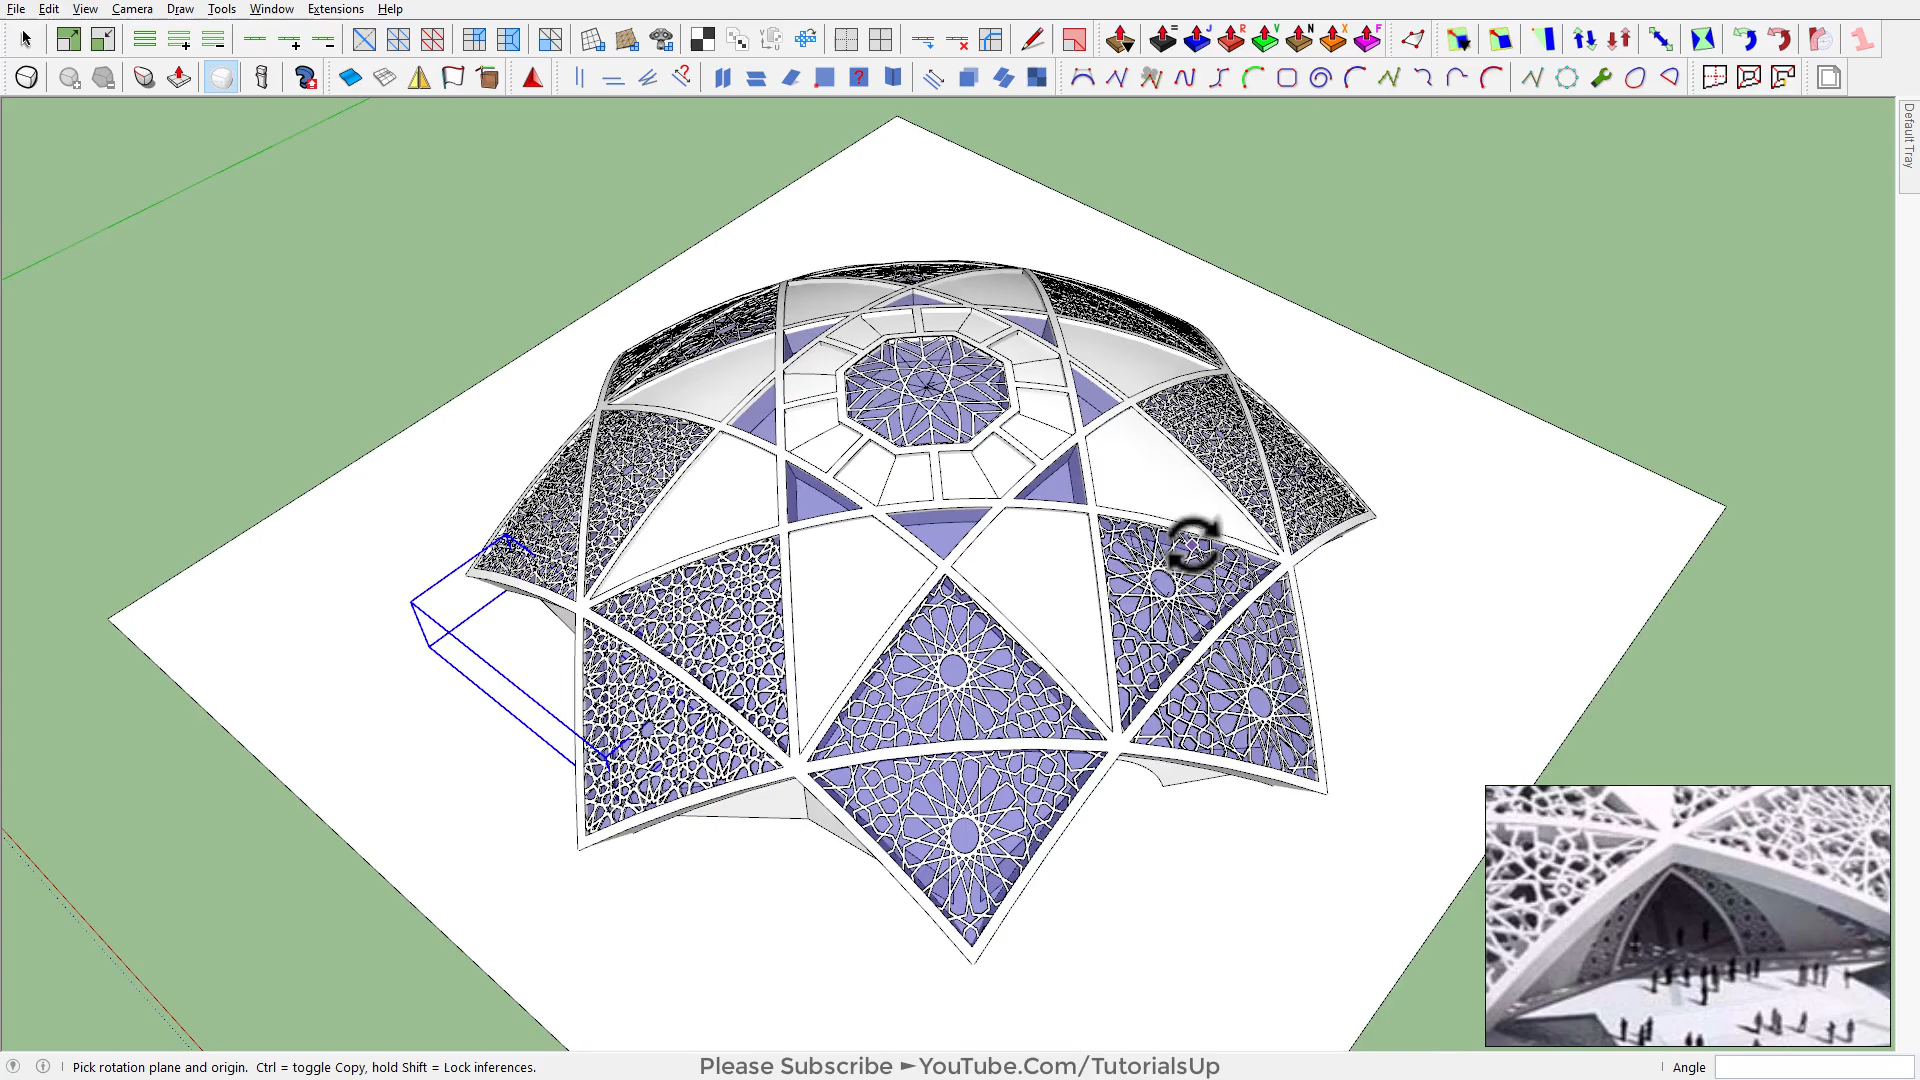 File Edit View Camera Draw Tools Window Extensions Help
= J R V N X F
Default Tray
Pick rotation plane and origin. Ctrl = toggle Copy, hold Shift = Lock inferences.
Please Subscribe ►YouTube.Com/TutorialsUp
Angle